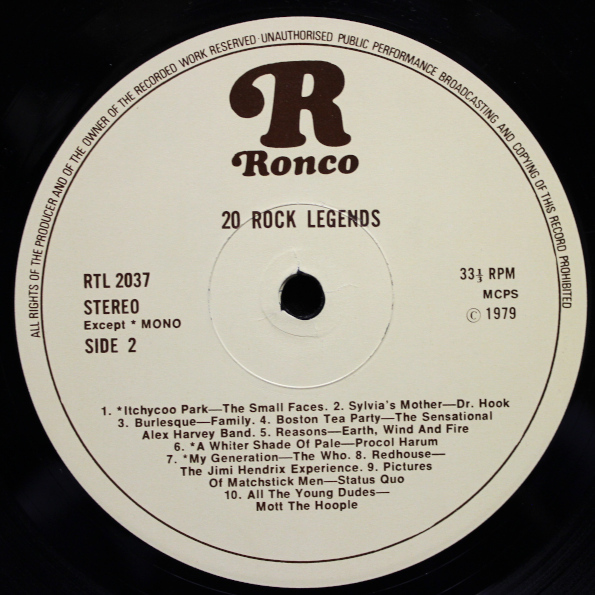 ALL RIGHTS OF THE PRODUCER AND OF THE OWNER OF THE RECORDED WORK RESERVED · UNAUTHORISED PUBLIC PERFORMANCE BROADCASTING AND COPYING OF THIS RECORD PROHIBITED
R
Ronco
20 ROCK LEGENDS
RTL 2037
STEREO
Except * MONO
SIDE 2
33⅓ RPM
MCPS
© 1979
1. *Itchycoo Park—The Small Faces. 2. Sylvia's Mother—Dr. Hook
3. Burlesque—Family. 4. Boston Tea Party—The Sensational
Alex Harvey Band. 5. Reasons—Earth, Wind And Fire
6. *A Whiter Shade Of Pale—Procol Harum
7. *My Generation—The Who. 8. Redhouse—
The Jimi Hendrix Experience. 9. Pictures
Of Matchstick Men—Status Quo
10. All The Young Dudes—
Mott The Hoople